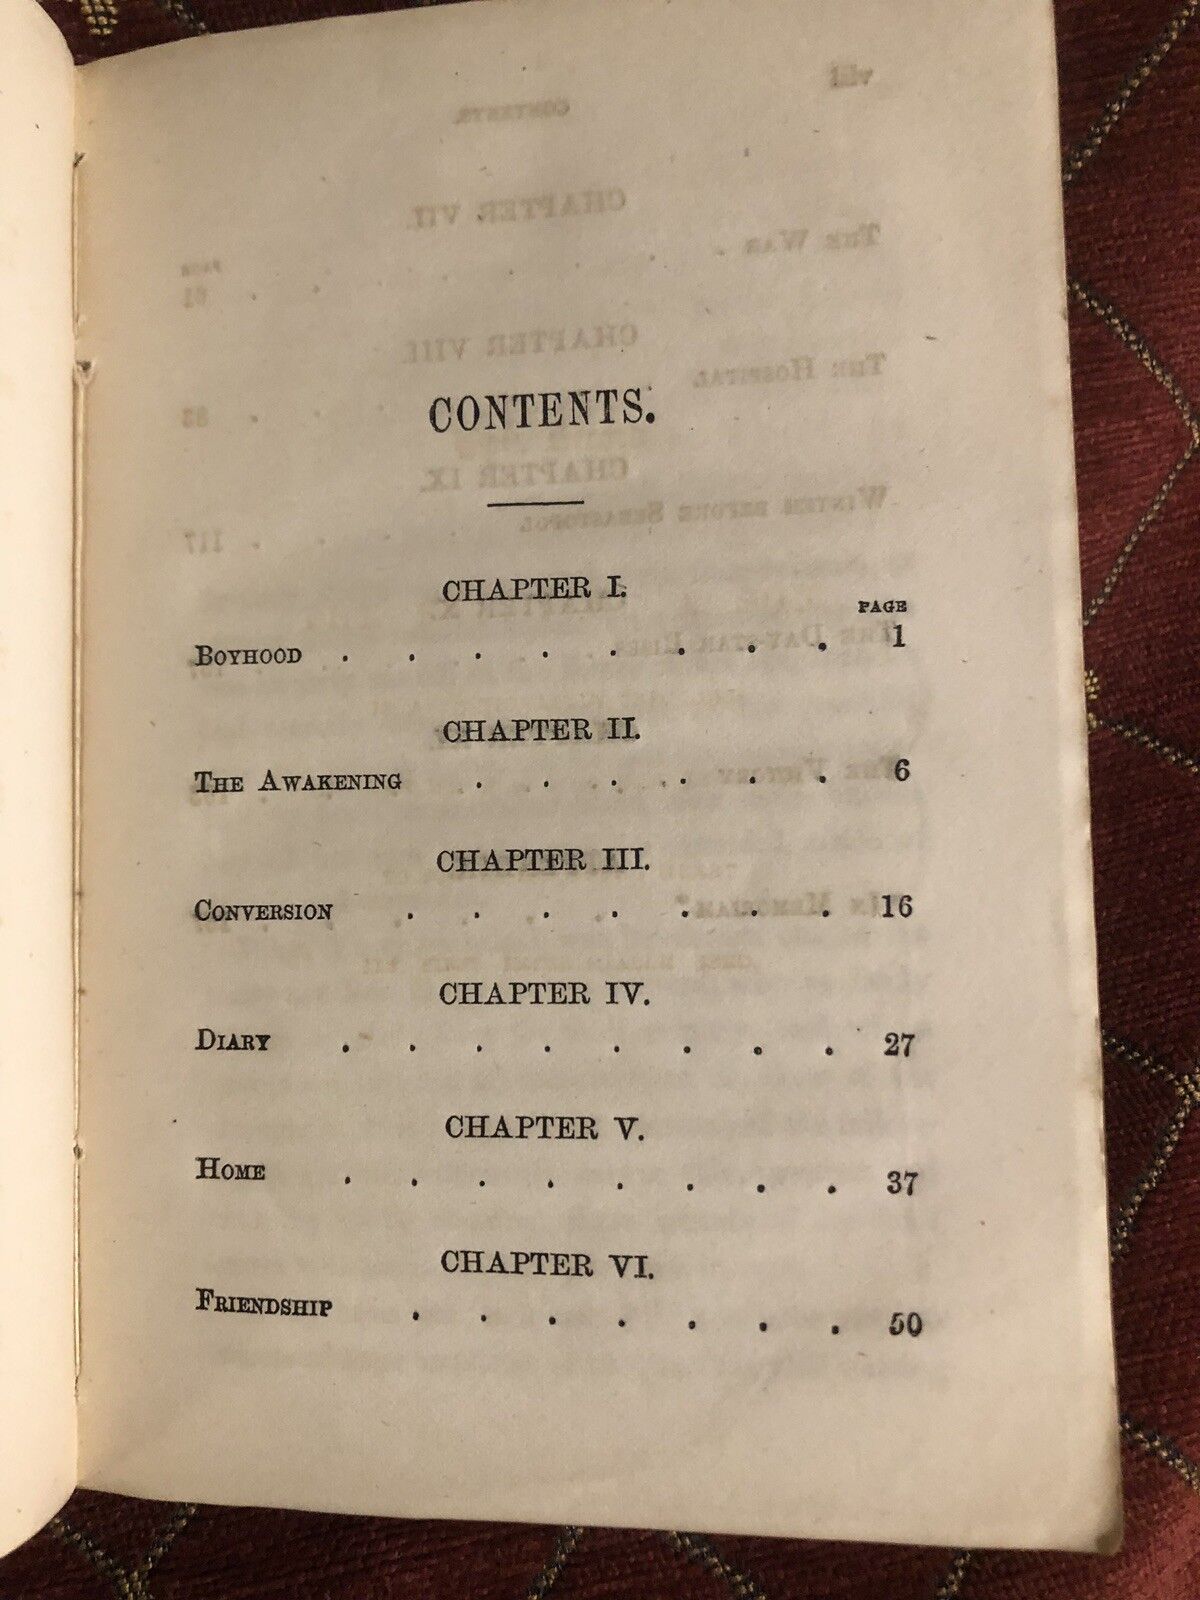 CONTENTS.
CHAPTER I.
PAGE
BOYHOOD . . . . . . . . 1
CHAPTER II.
THE AWAKENING . . . . . . 6
CHAPTER III.
CONVERSION . . . . . . . 16
CHAPTER IV.
DIARY . . . . . . . . 27
CHAPTER V.
HOME . . . . . . . . 37
CHAPTER VI.
FRIENDSHIP . . . . . . . 50